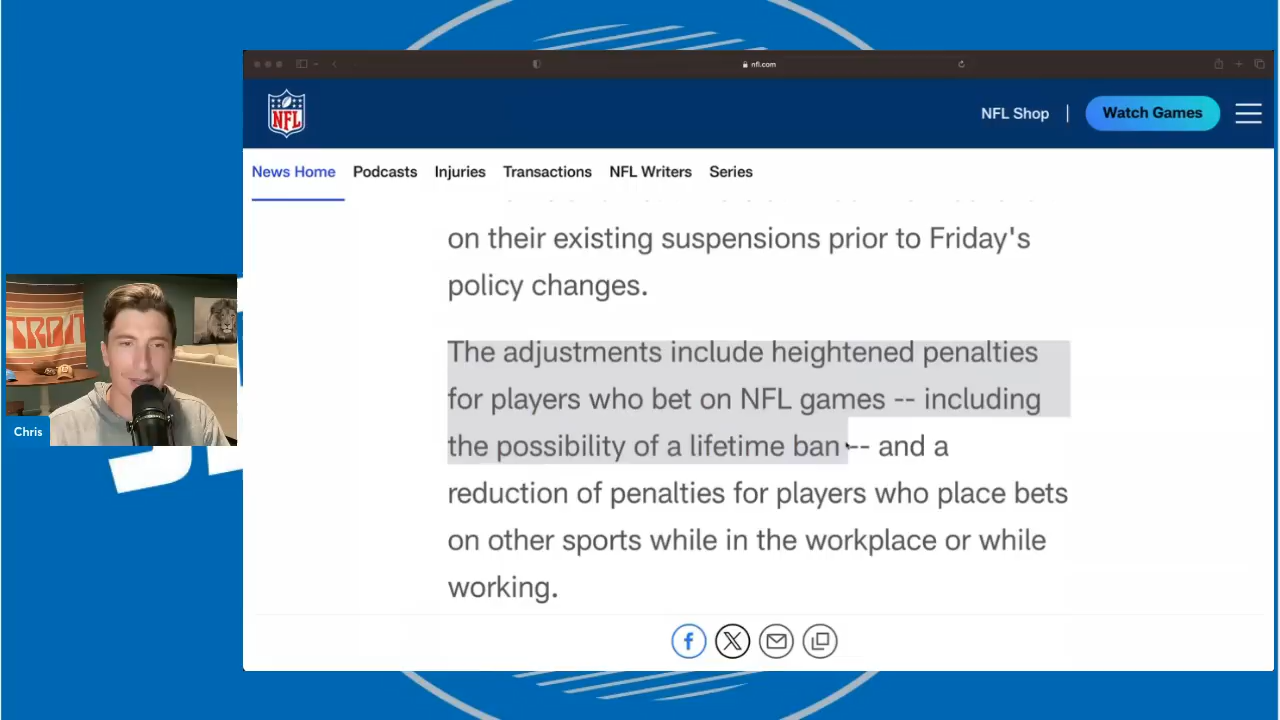 nfl.com
NFL
NFL Shop
Watch Games
News Home Podcasts Injuries Transactions NFL Writers Series
on their existing suspensions prior to Friday's
policy changes.
The adjustments include heightened penalties
for players who bet on NFL games -- including
the possibility of a lifetime ban -- and a
reduction of penalties for players who place bets
on other sports while in the workplace or while
working.
TROIT
Chris